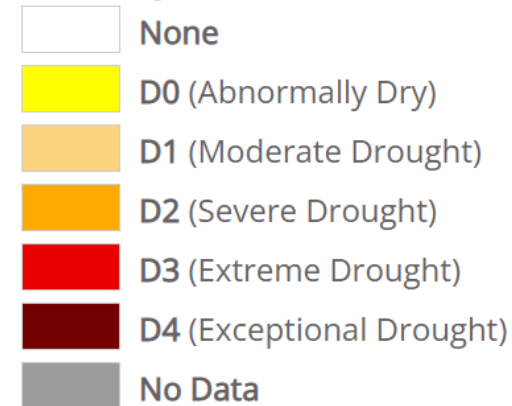 None
D0 (Abnormally Dry)
D1 (Moderate Drought)
D2 (Severe Drought)
D3 (Extreme Drought)
D4 (Exceptional Drought)
No Data